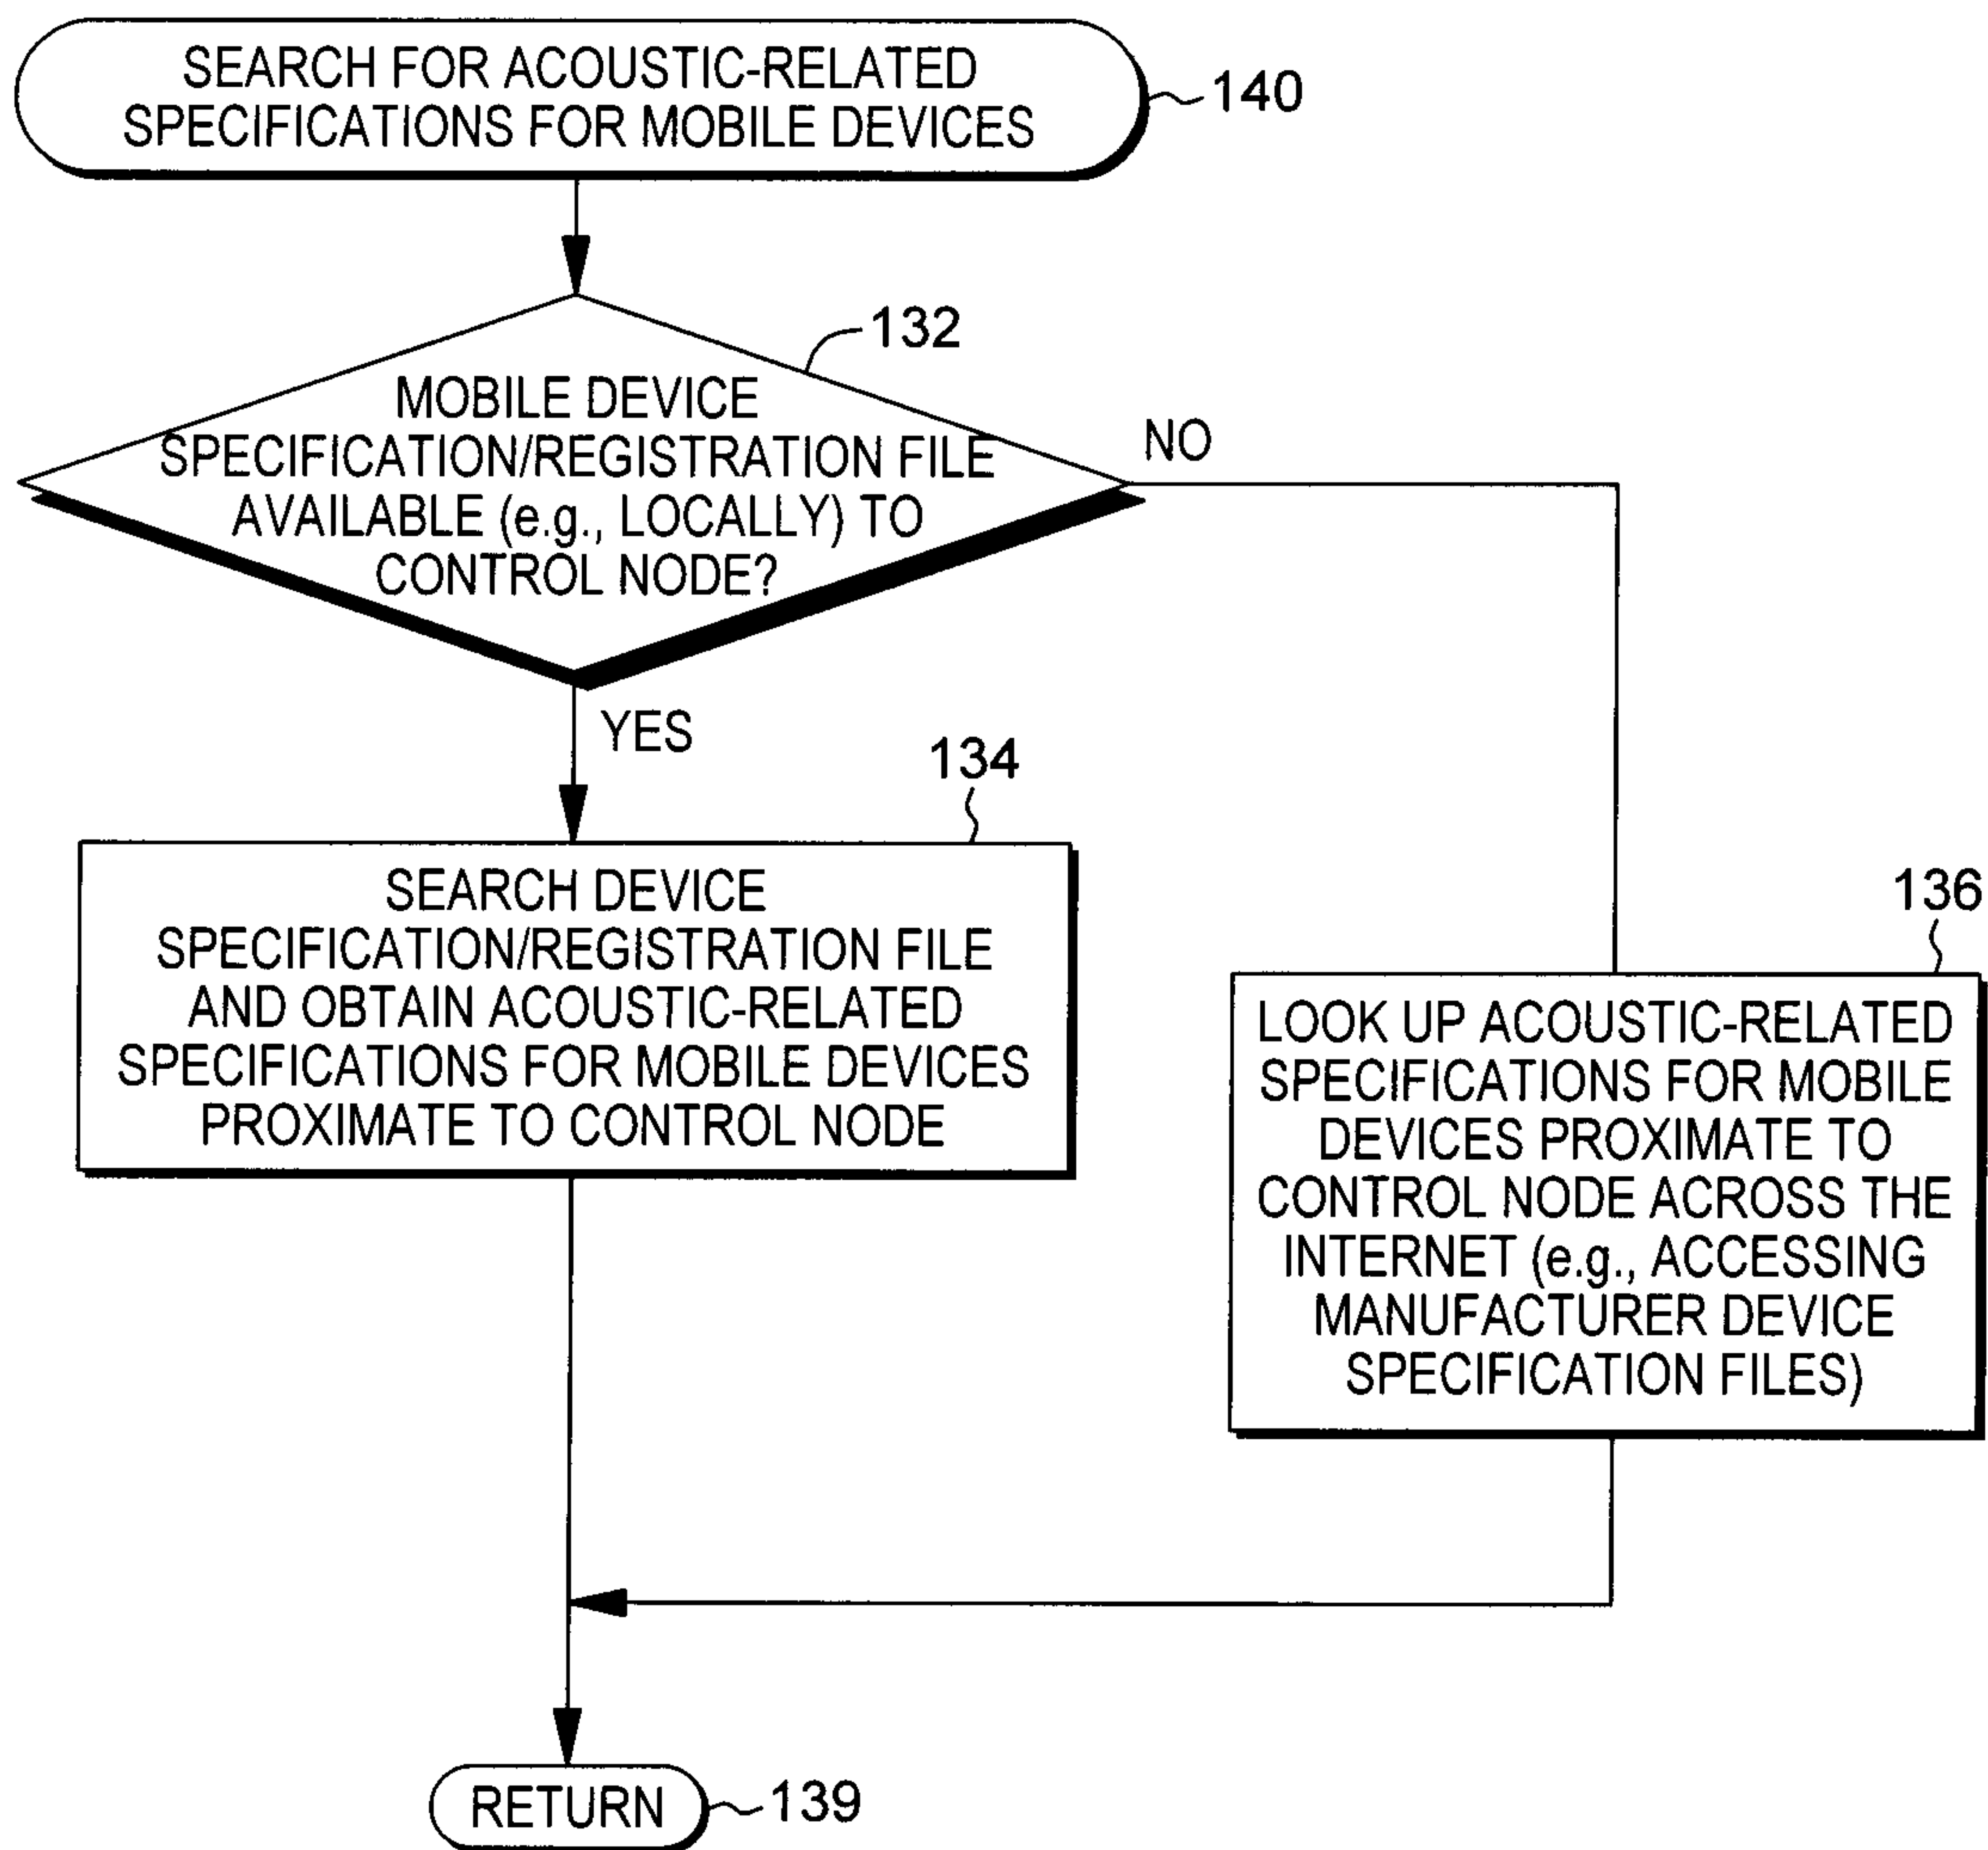 SEARCH FOR ACOUSTIC-RELATED
SPECIFICATIONS FOR MOBILE DEVICES
140
132
MOBILE DEVICE
SPECIFICATION/REGISTRATION FILE
AVAILABLE (e.g., LOCALLY) TO
CONTROL NODE?
NO
YES
134
SEARCH DEVICE
SPECIFICATION/REGISTRATION FILE
AND OBTAIN ACOUSTIC-RELATED
SPECIFICATIONS FOR MOBILE DEVICES
PROXIMATE TO CONTROL NODE
136
LOOK UP ACOUSTIC-RELATED
SPECIFICATIONS FOR MOBILE
DEVICES PROXIMATE TO
CONTROL NODE ACROSS THE
INTERNET (e.g., ACCESSING
MANUFACTURER DEVICE
SPECIFICATION FILES)
RETURN
139